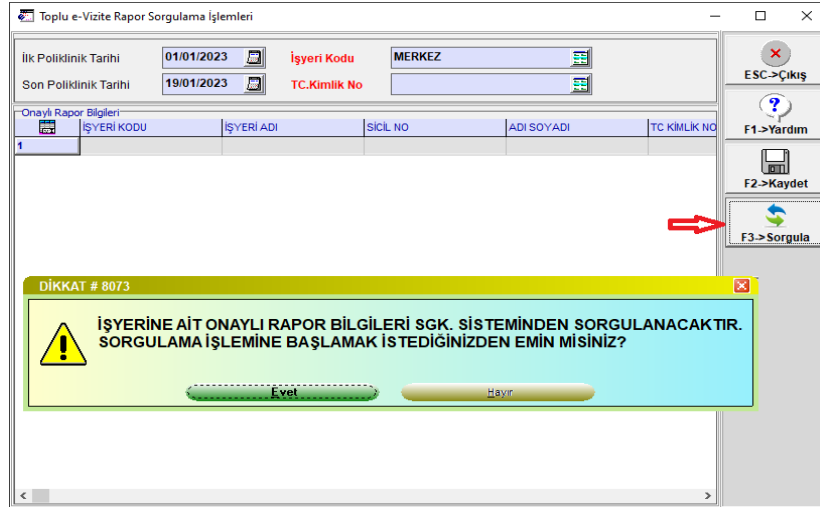 Toplu e-Vizite Rapor Sorgulama İşlemleri
İlk Poliklinik Tarihi 01/01/2023 İşyeri Kodu MERKEZ
Son Poliklinik Tarihi 19/01/2023 TC.Kimlik No
ESC->Çıkış
F1->Yardım
F2->Kaydet
F3->Sorgula
Onaylı Rapor Bilgileri
İŞYERİ KODU İŞYERİ ADI SİCİL NO ADI SOYADI TC KİMLİK NO
1
DİKKAT # 8073
İŞYERİNE AİT ONAYLI RAPOR BİLGİLERİ SGK. SİSTEMİNDEN SORGULANACAKTIR.
SORGULAMA İŞLEMİNE BAŞLAMAK İSTEDİĞİNİZDEN EMİN MİSİNİZ?
Evet Hayır